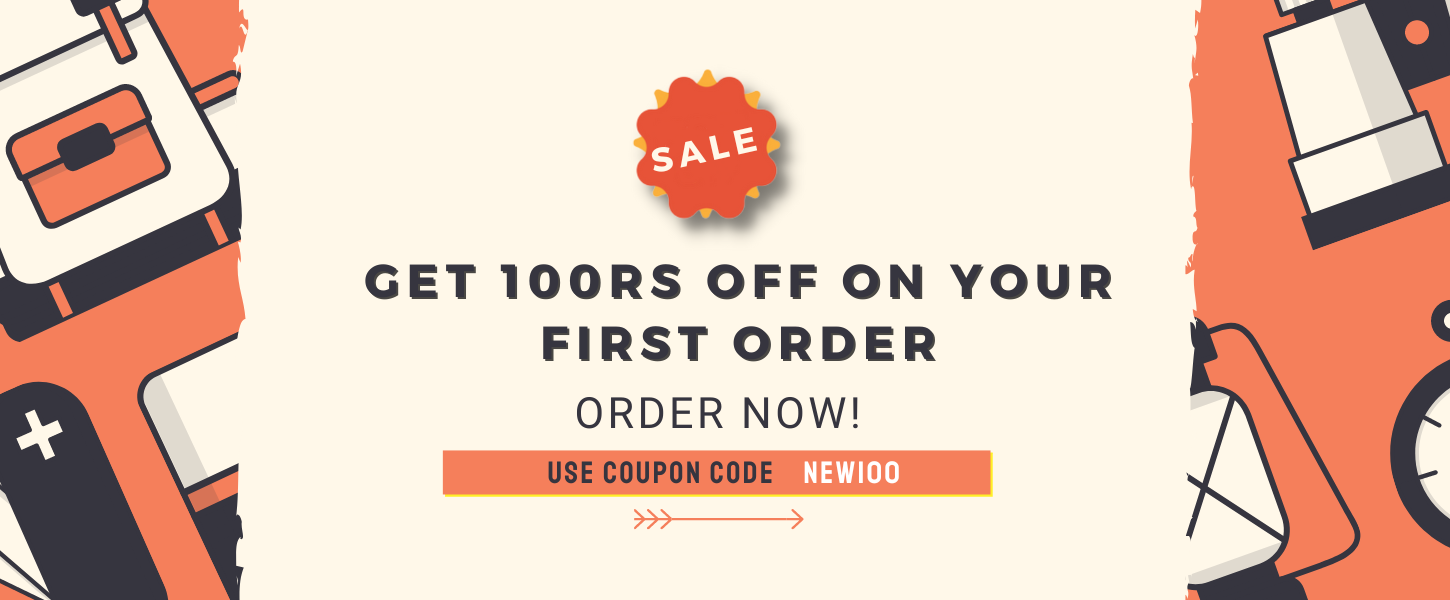 SALE
GET 100RS OFF ON YOUR
FIRST ORDER
ORDER NOW!
USE COUPON CODE NEW100